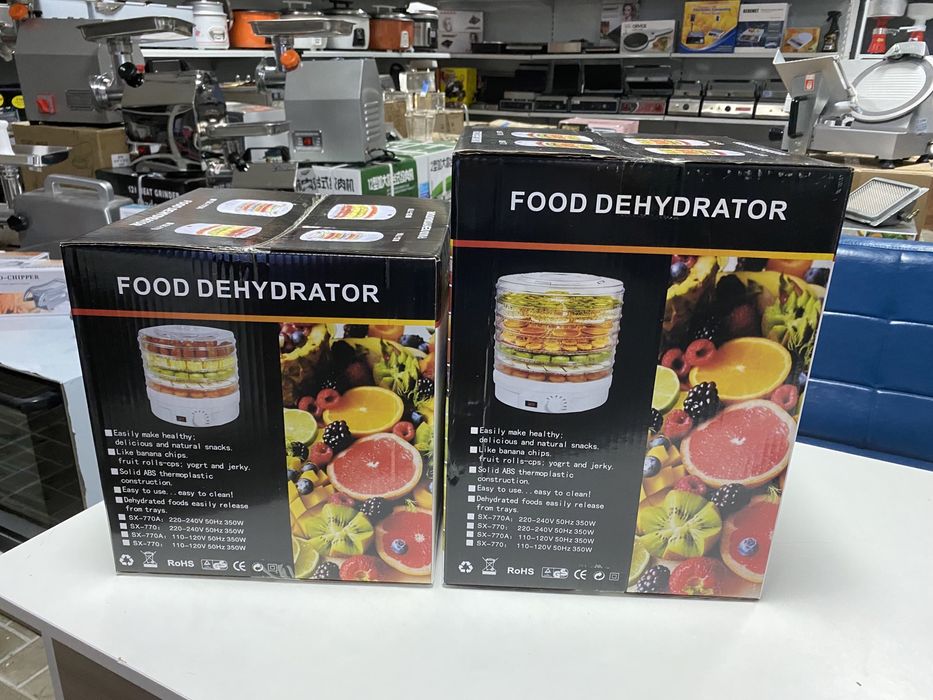 MEAT GRINDER
FOOD DEHYDRATOR
Easily make healthy;
delicious and natural snacks.
Like banana chips.
fruit rolls-cps; yogrt and jerky.
Solid ABS thermoplastic
construction.
Easy to use...easy to clean!
Dehydrated foods easily release
from trays.
SX-770A: 220-240V 50Hz 350W
SX-770: 220-240V 50Hz 350W
SX-770A: 110-120V 50Hz 350W
SX-770: 110-120V 50Hz 350W
RoHS
GS
CE
FOOD DEHYDRATOR
Easily make healthy;
delicious and natural snacks.
Like banana chips.
fruit rolls-cps; yogrt and jerky.
Solid ABS thermoplastic
construction.
Easy to use...easy to clean!
Dehydrated foods easily release
from trays.
SX-770A: 220-240V 50Hz 350W
SX-770: 220-240V 50Hz 350W
SX-770A: 110-120V 50Hz 350W
SX-770: 110-120V 50Hz 350W
RoHS
GS
CE